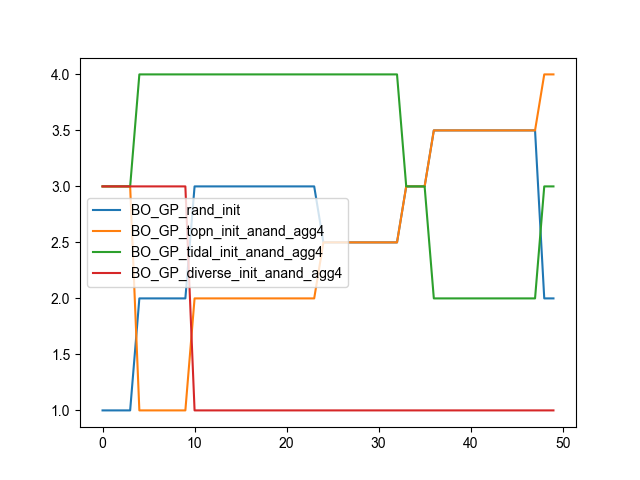 4.0
3.5
3.0
2.5
2.0
1.5
1.0
BO_GP_rand_init
BO_GP_topn_init_anand_agg4
BO_GP_tidal_init_anand_agg4
BO_GP_diverse_init_anand_agg4
0 10 20 30 40 50